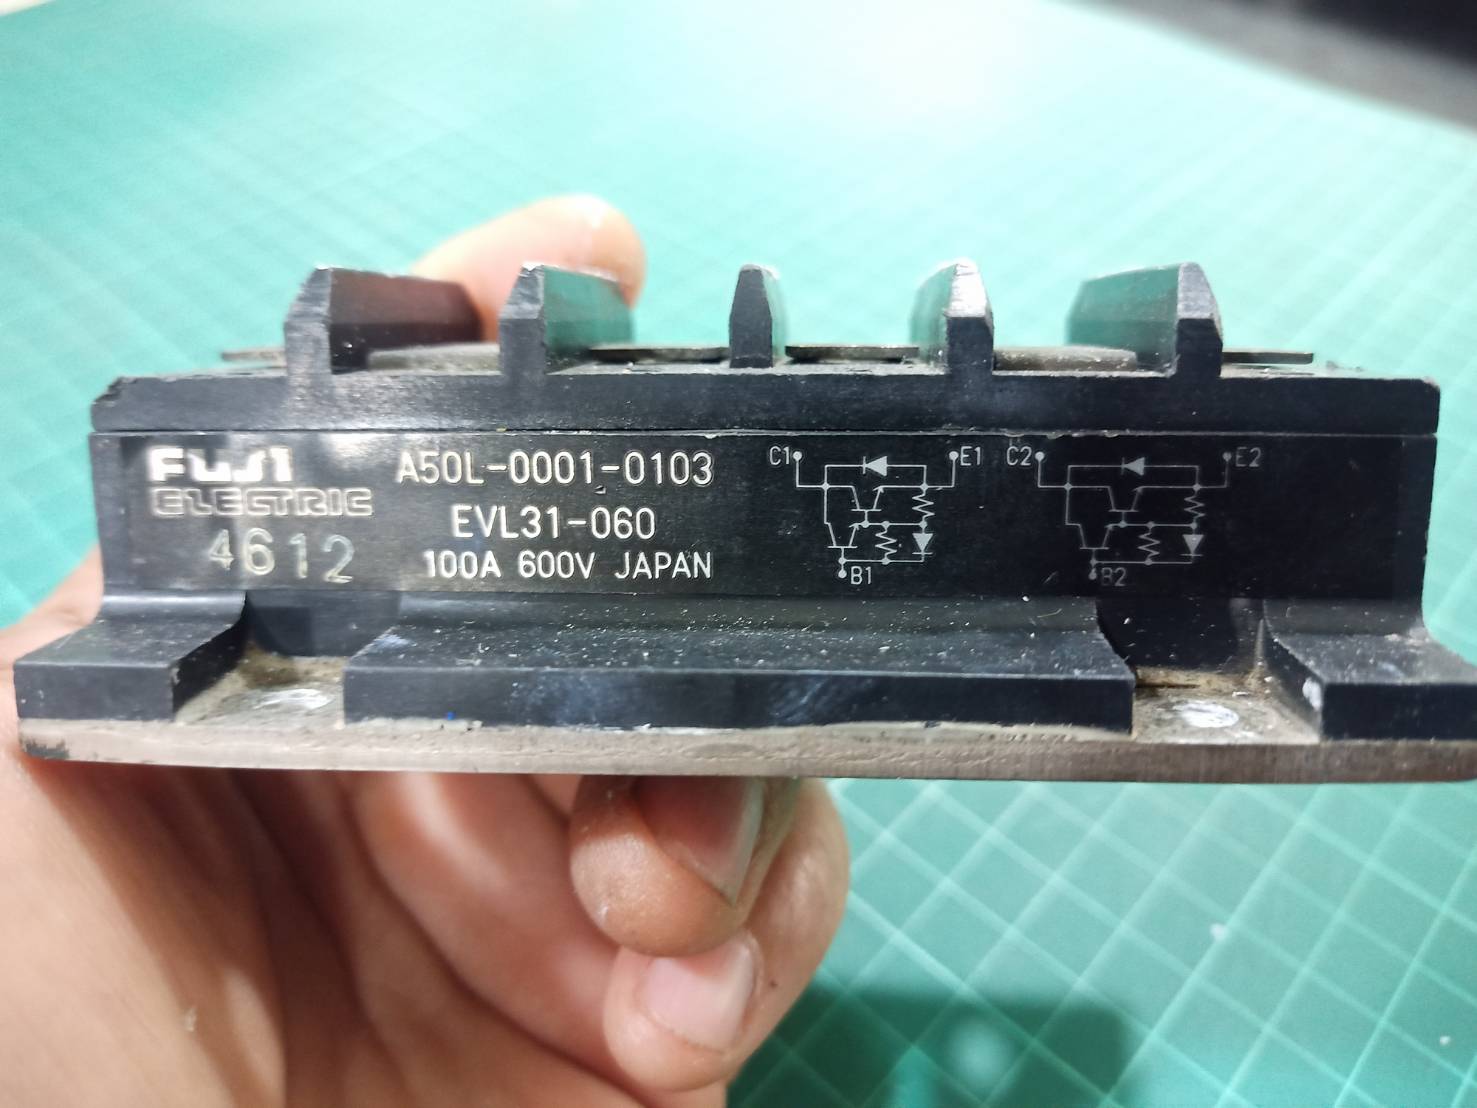 FUJI
ELECTRIC
4612
A50L-0001-0103
EVL31-060
100A 600V JAPAN
C1 E1
B1
C2 E2
B2